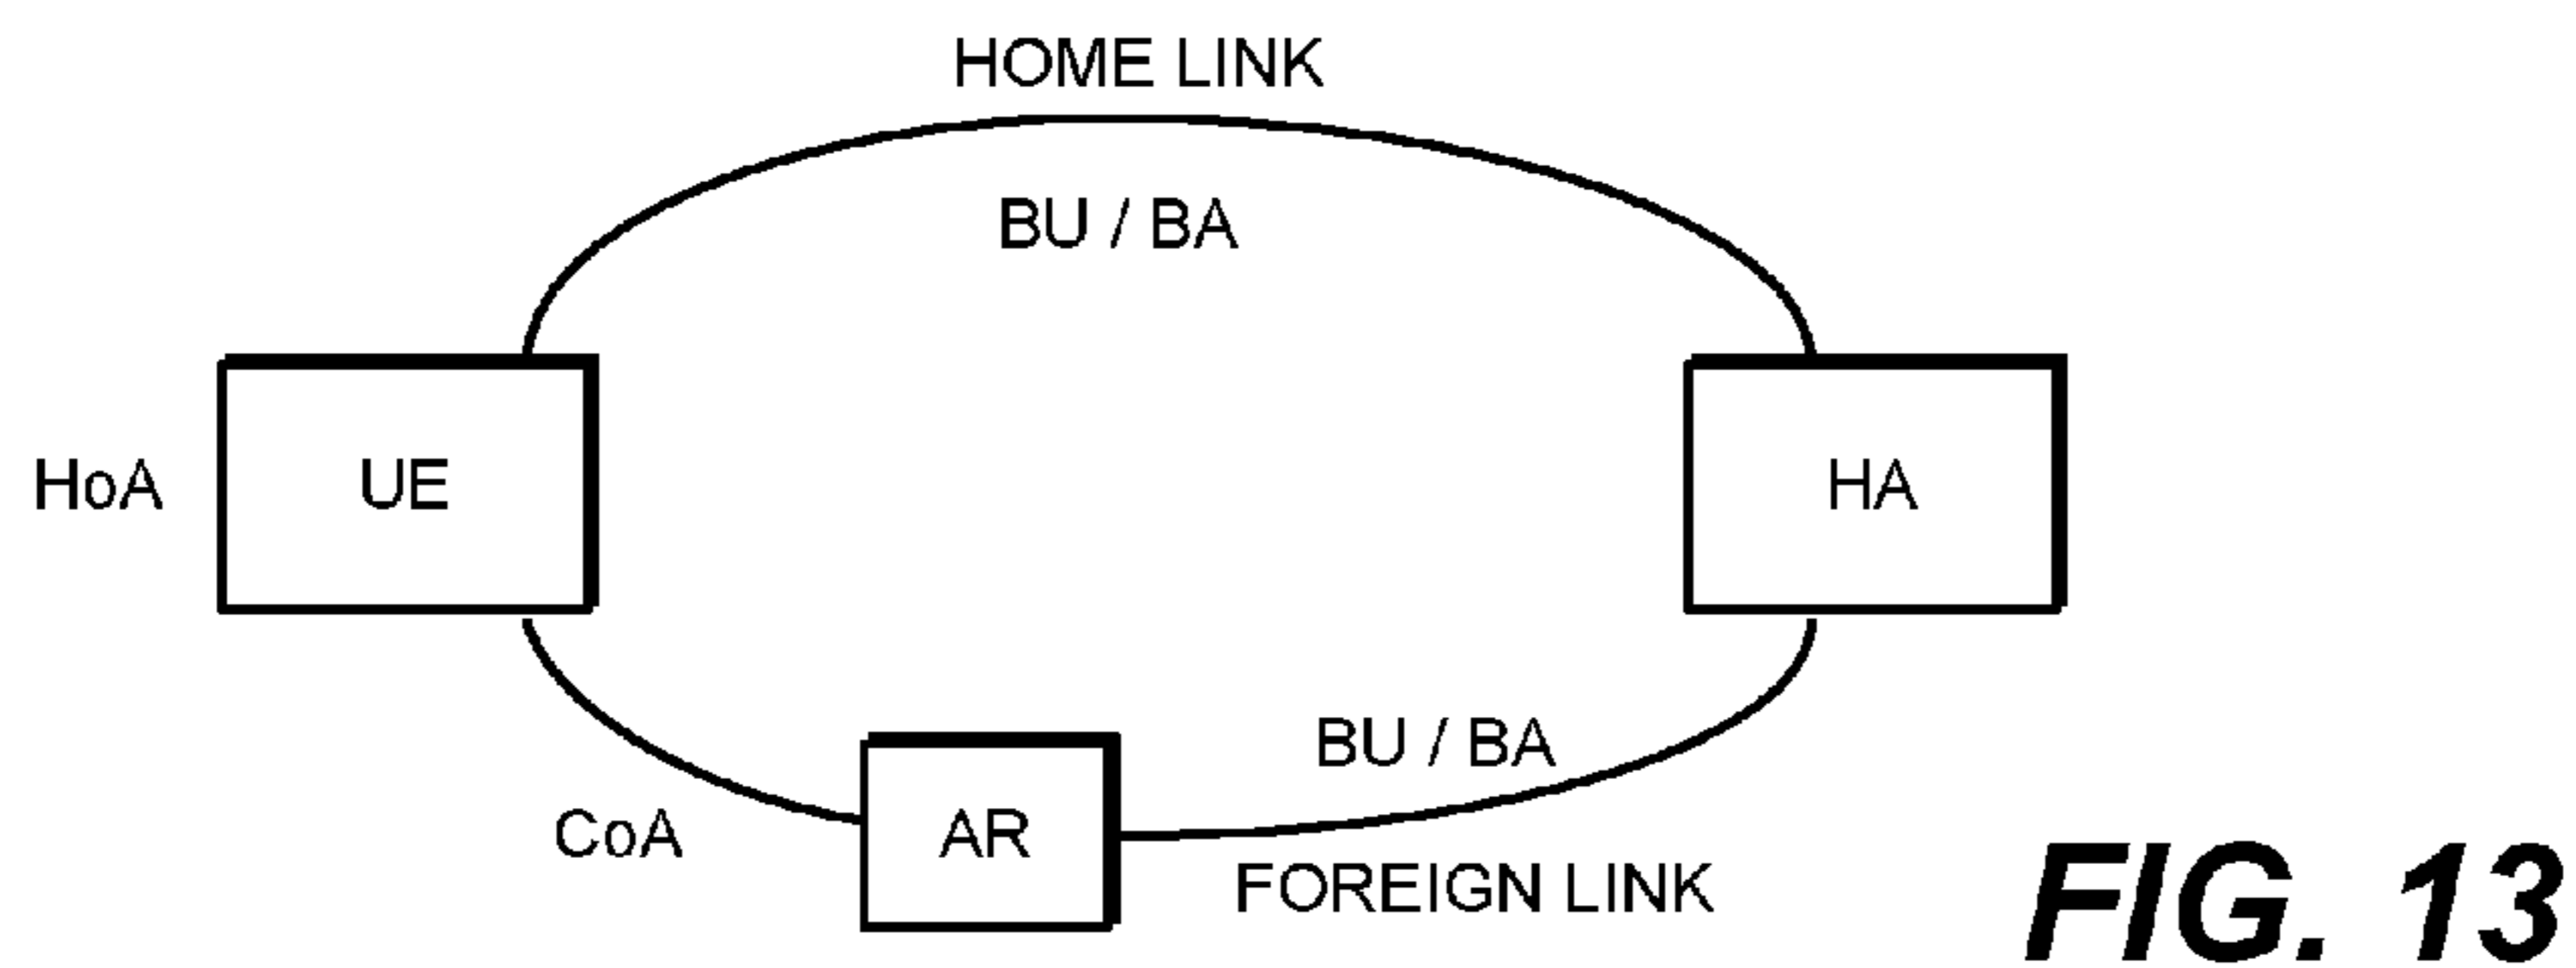 HOME LINK
BU / BA
HoA
UE
HA
BU / BA
CoA
AR
FOREIGN LINK
FIG. 13